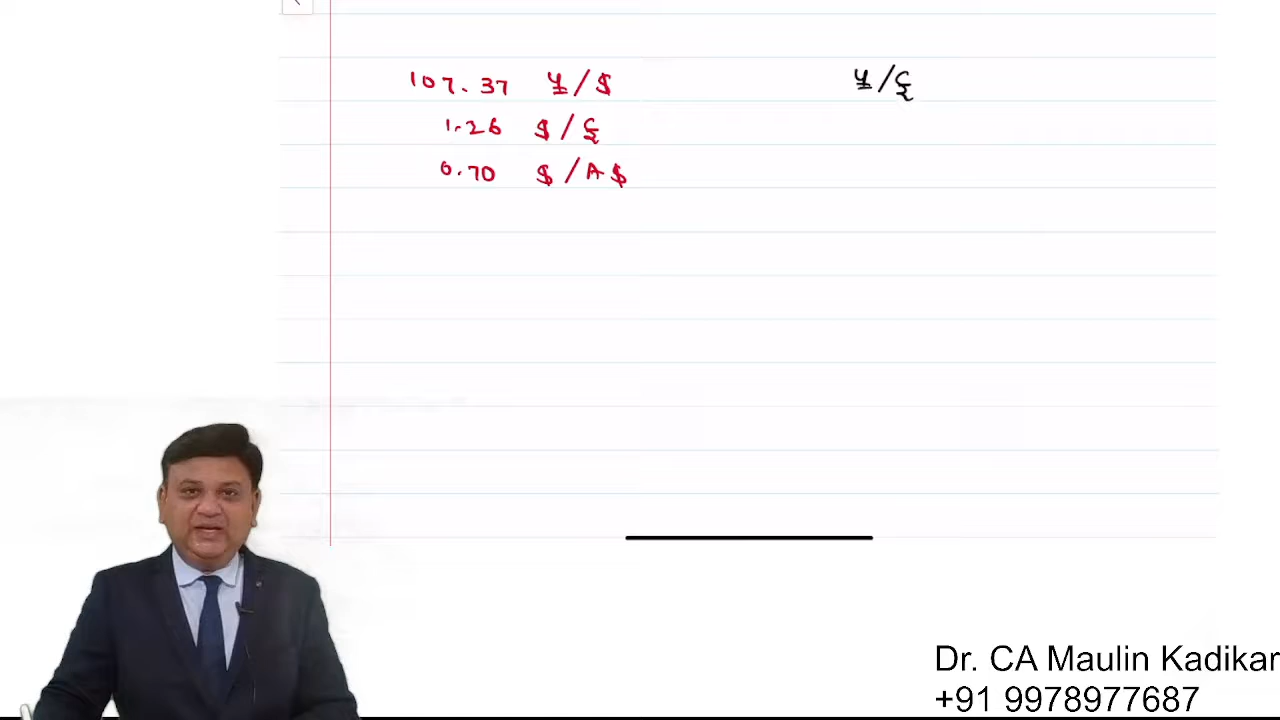 107.37 ¥/$ ¥/£
1.26 $/£
0.70 $/A$
Dr. CA Maulin Kadikar
+91 9978977687